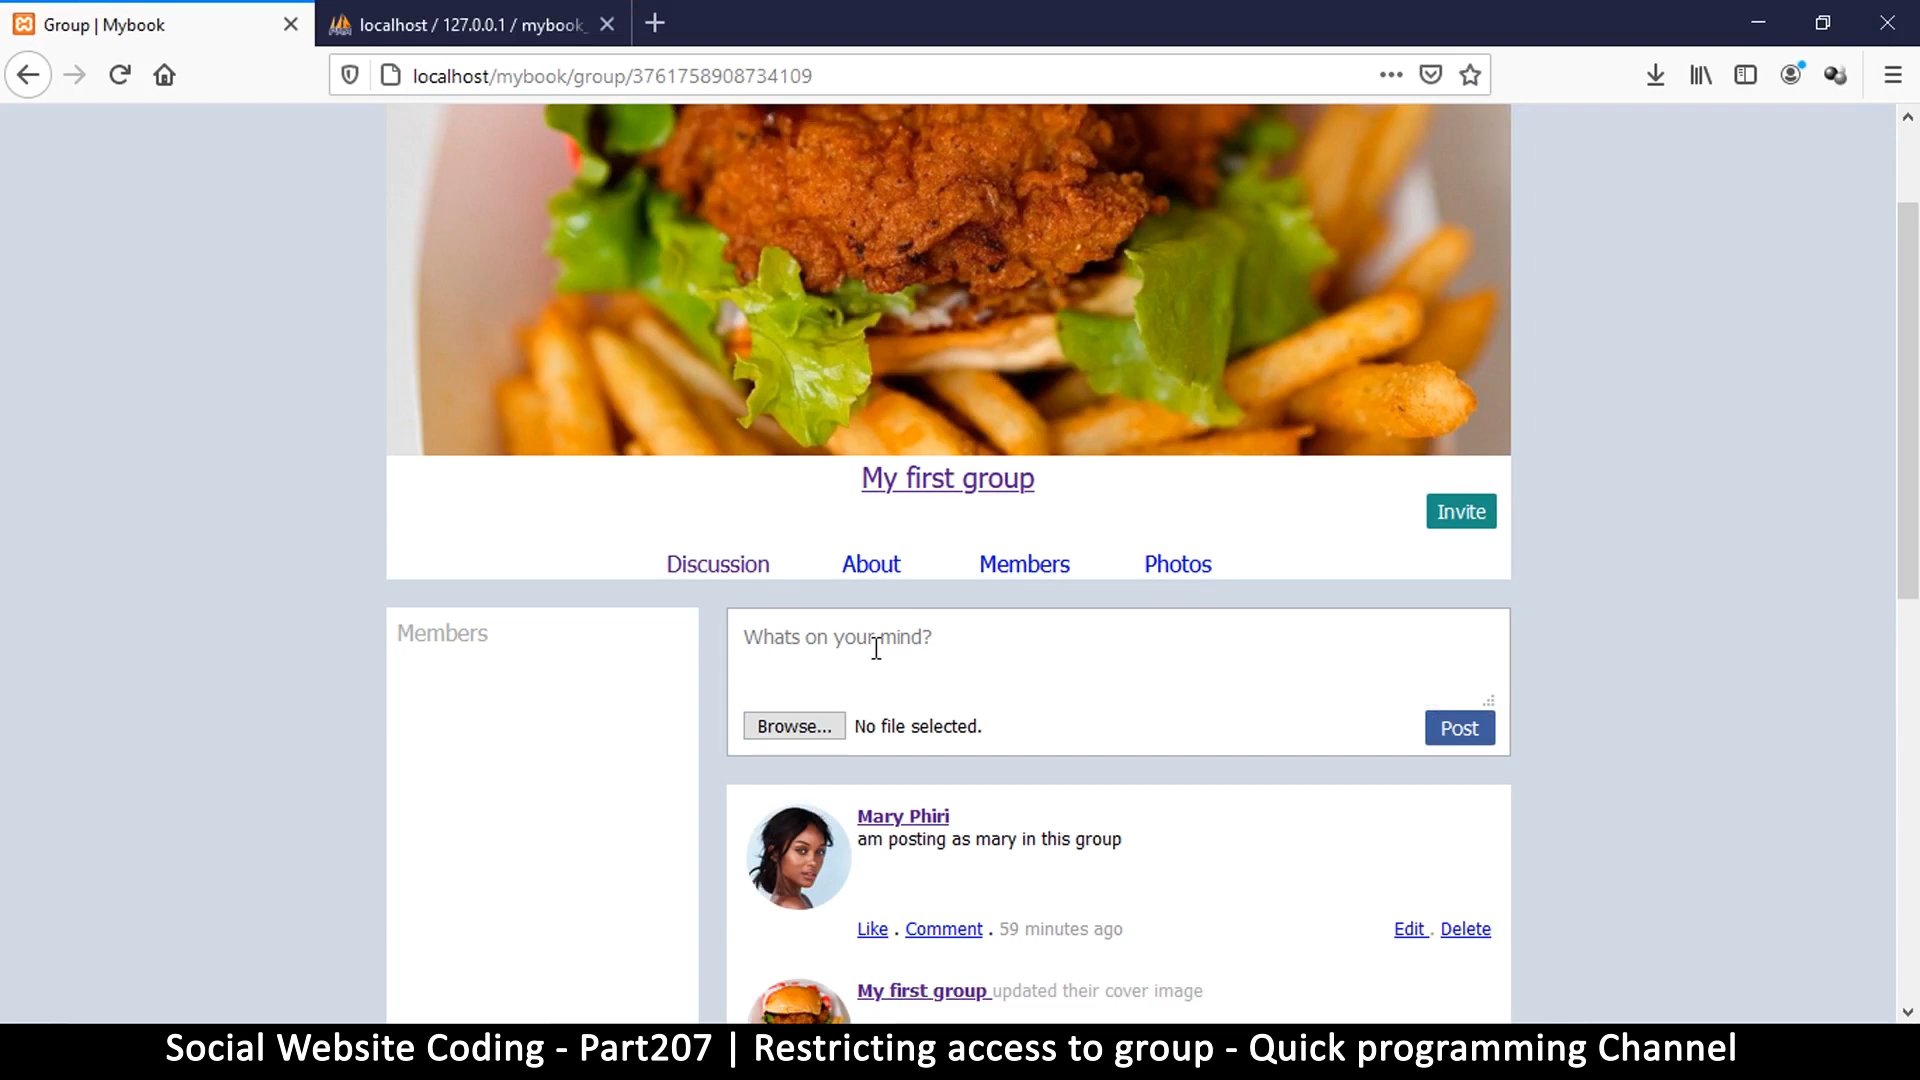 Group | Mybook
localhost / 127.0.0.1 / mybook_
localhost/mybook/group/3761758908734109
My first group
Invite
Discussion About Members Photos
Members
Whats on your mind?
Browse... No file selected.
Post
Mary Phiri
am posting as mary in this group
Like . Comment . 59 minutes ago
Edit . Delete
My first group updated their cover image
Social Website Coding - Part207 | Restricting access to group - Quick programming Channel